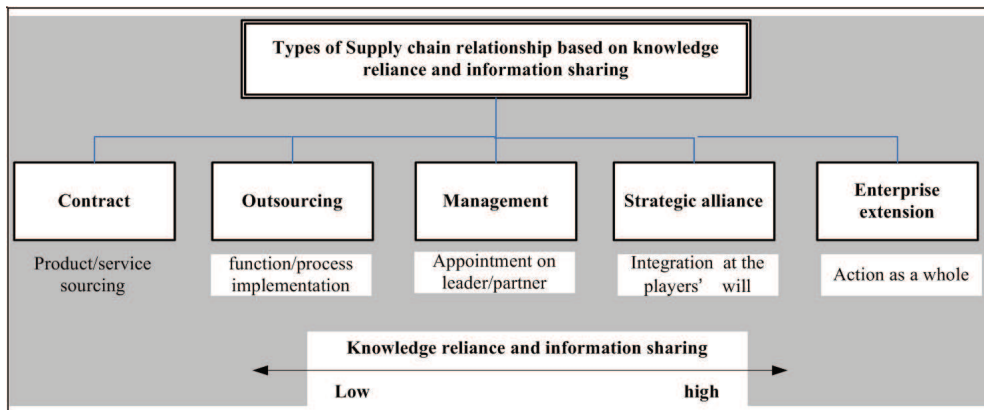 Types of Supply chain relationship based on knowledge
reliance and information sharing
Contract
Outsourcing
Management
Strategic alliance
Enterprise
extension
Product/service
sourcing
function/process
implementation
Appointment on
leader/partner
Integration at the
players’ will
Action as a whole
Knowledge reliance and information sharing
Low high